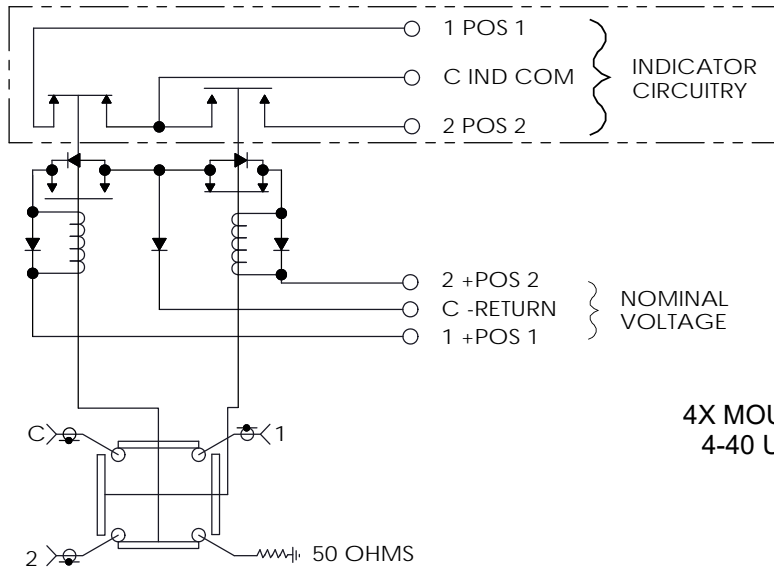 1 POS 1
C IND COM
2 POS 2
INDICATOR
CIRCUITRY
2 +POS 2
C -RETURN
1 +POS 1
NOMINAL
VOLTAGE
4X MOU
4-40 U
C
1
2
50 OHMS